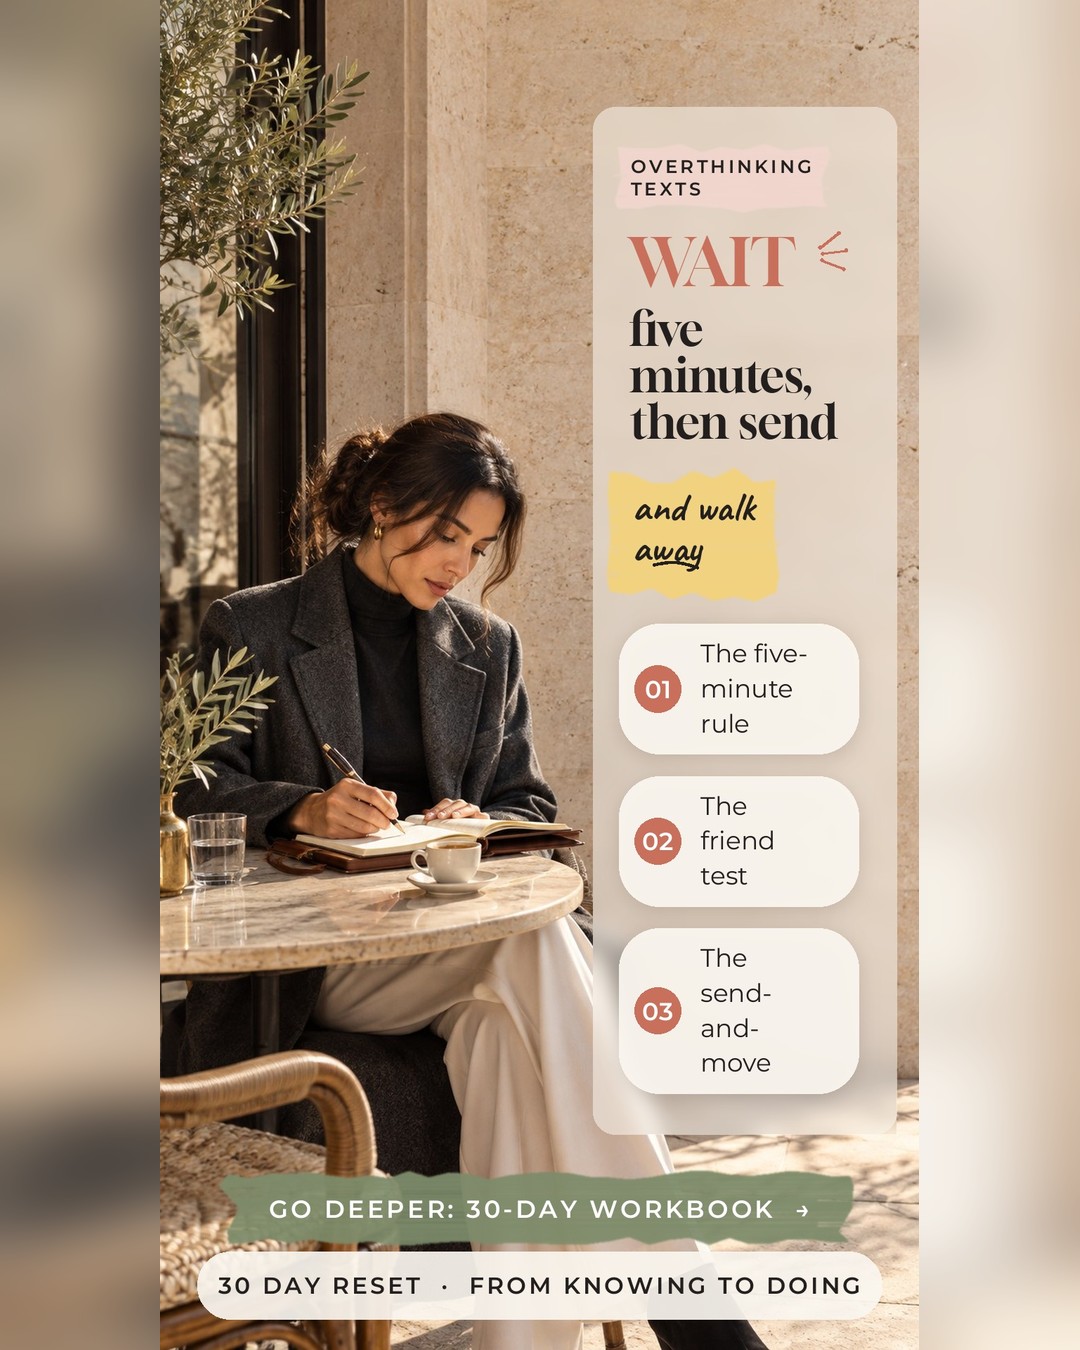 OVERTHINKING
TEXTS
WAIT
five
minutes,
then send
and walk
away
01 The five-
minute
rule
02 The
friend
test
03 The
send-
and-
move
GO DEEPER: 30-DAY WORKBOOK →
30 DAY RESET · FROM KNOWING TO DOING